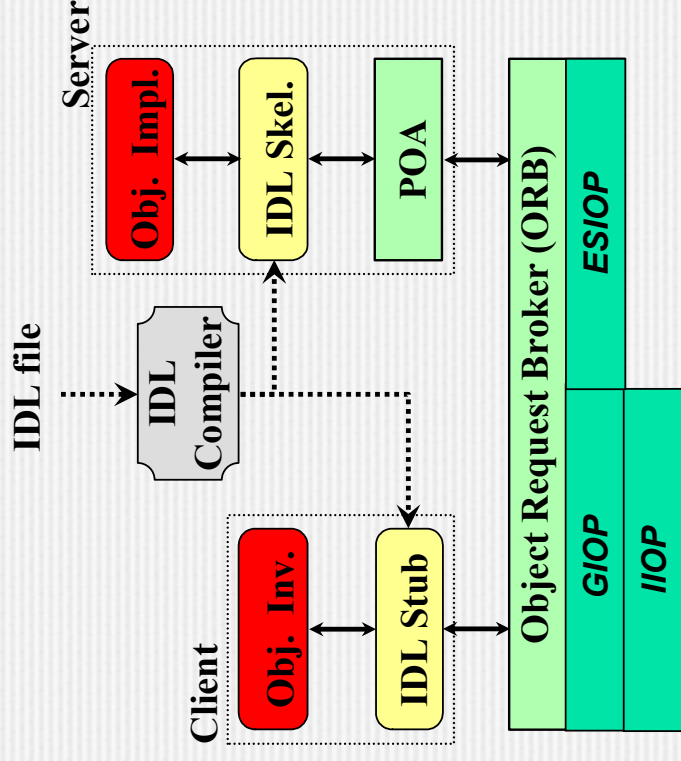 IDL file
IDL
Compiler
Client
Obj. Inv.
IDL Stub
Server
Obj. Impl.
IDL Skel.
POA
Object Request Broker (ORB)
GIOP
ESIOP
IIOP